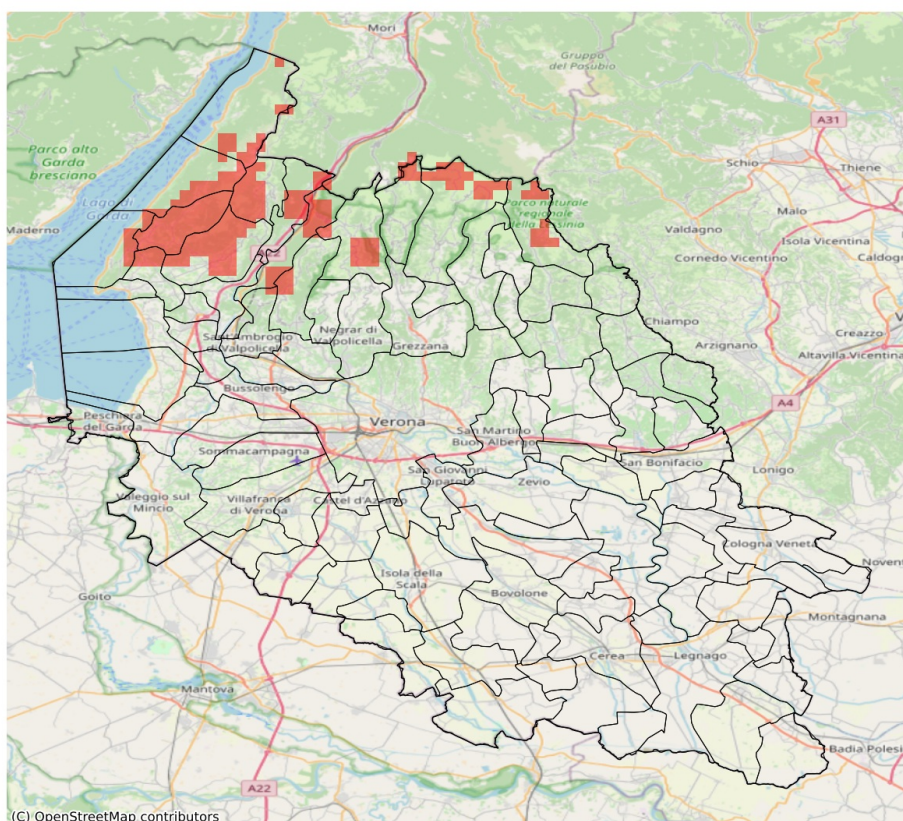 Mori
Gruppo
del Pasubio
A31
Parco alto
Garda
bresciano
Schio
Thiene
Lago di
Garda
Parco naturale
regionale
della Lessinia
Malo
Maderno
Valdagno
Isola Vicentina
Cornedo Vicentino
A22
Chiampo
Sant'Ambrogio
di Valpolicella
Negrar di
Valpolicella
Grezzana
Arzignano
Creazzo
Altavilla Vicentina
Bussolengo
A4
Peschiera
del Garda
Verona
San Martino
Buon Albergo
Sommacampagna
San Giovanni
Lupatoto
Zevio
San Bonifacio
Lonigo
Valeggio sul
Mincio
Villafranca
di Verona
Castel d'Azzano
Cologna Veneta
Isola della
Scala
Goito
Bovolone
Montagnana
Cerea
Legnago
Mantova
A22
(C) OpenStreetMap contributors